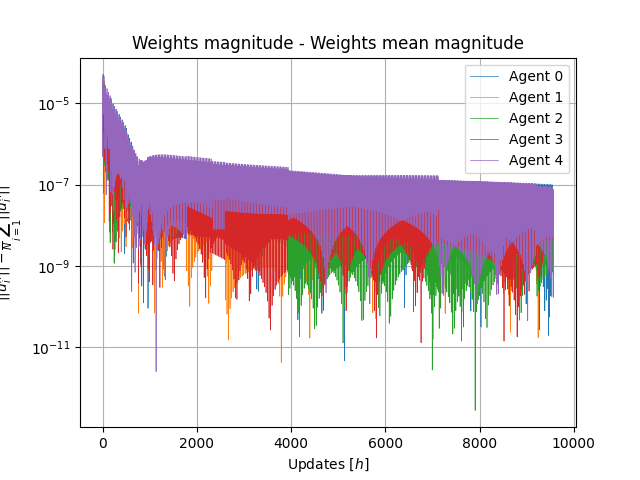 Weights magnitude - Weights mean magnitude
10⁻⁵
10⁻⁷
10⁻⁹
10⁻¹¹
Agent 0
Agent 1
Agent 2
Agent 3
Agent 4
0
2000
4000
6000
8000
10000
Updates [h]